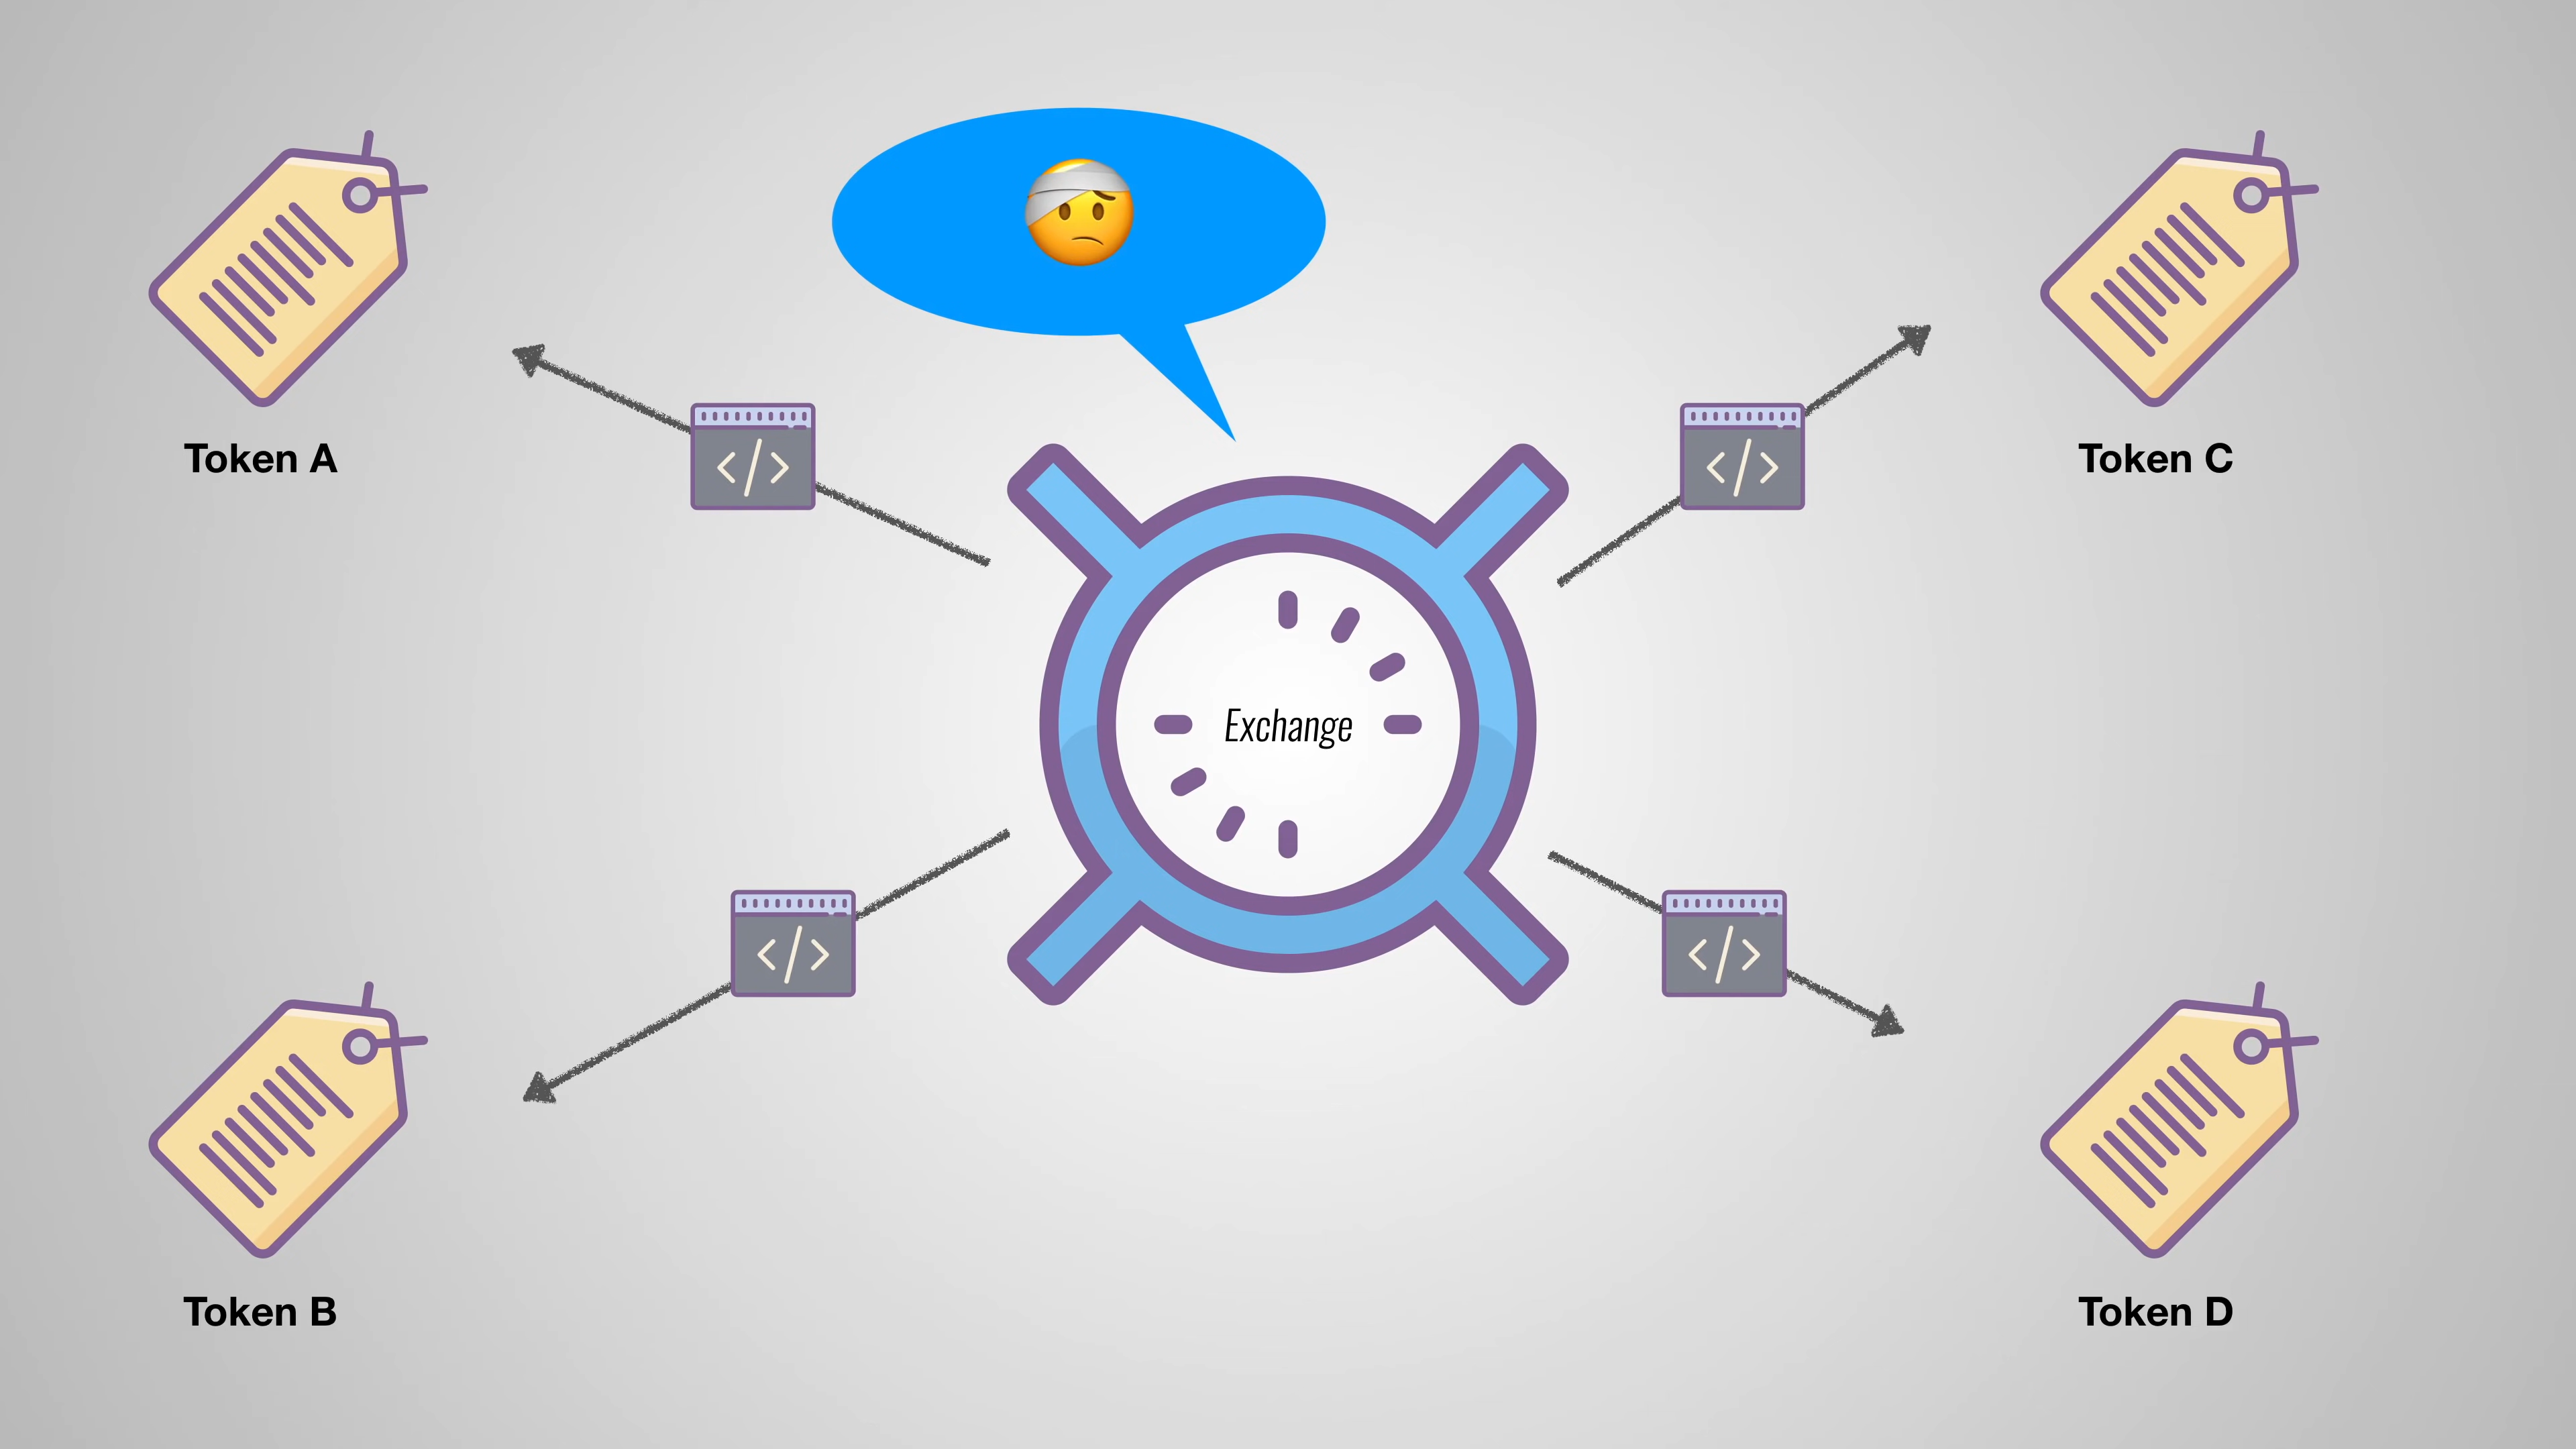 Token A
Token C
</>
</>
Exchange
</>
</>
Token B
Token D